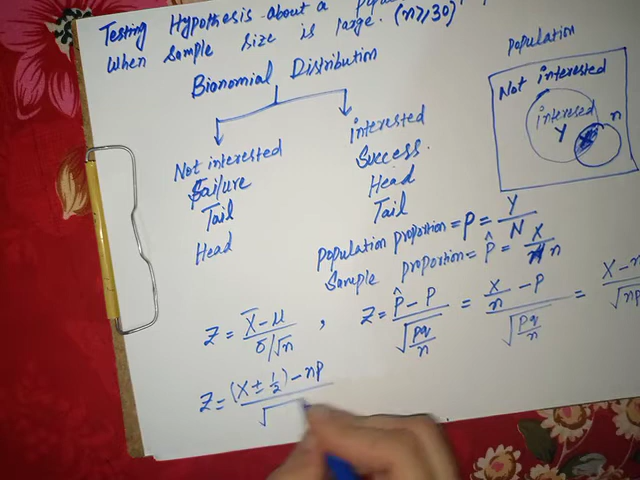 Testing Hypothesis about a
when sample size is large. (n≥30)
Bionomial Distribution
Not interested
Failure
Tail
Head
interested
Success.
Head
Tail
population
Not interested
interesed
Y
X
n
population proportion = P = Y/N
Sample proportion = p̂ = X/n
Z = (X̄ - μ)/(σ/√n) , Z = (p̂ - P)/√(pq/n) = (X/n - P)/√(pq/n) =
Z = ((X ± 1/2) - np)/√